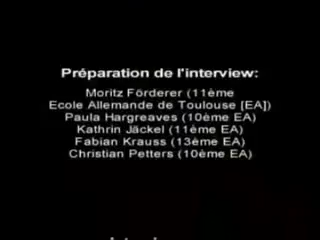 Préparation de l'interview:
Moritz Förderer (11ème
Ecole Allemande de Toulouse [EA])
Paula Hargreaves (10ème EA)
Kathrin Jäckel (11ème EA)
Fabian Krauss (13ème EA)
Christian Petters (10ème EA)